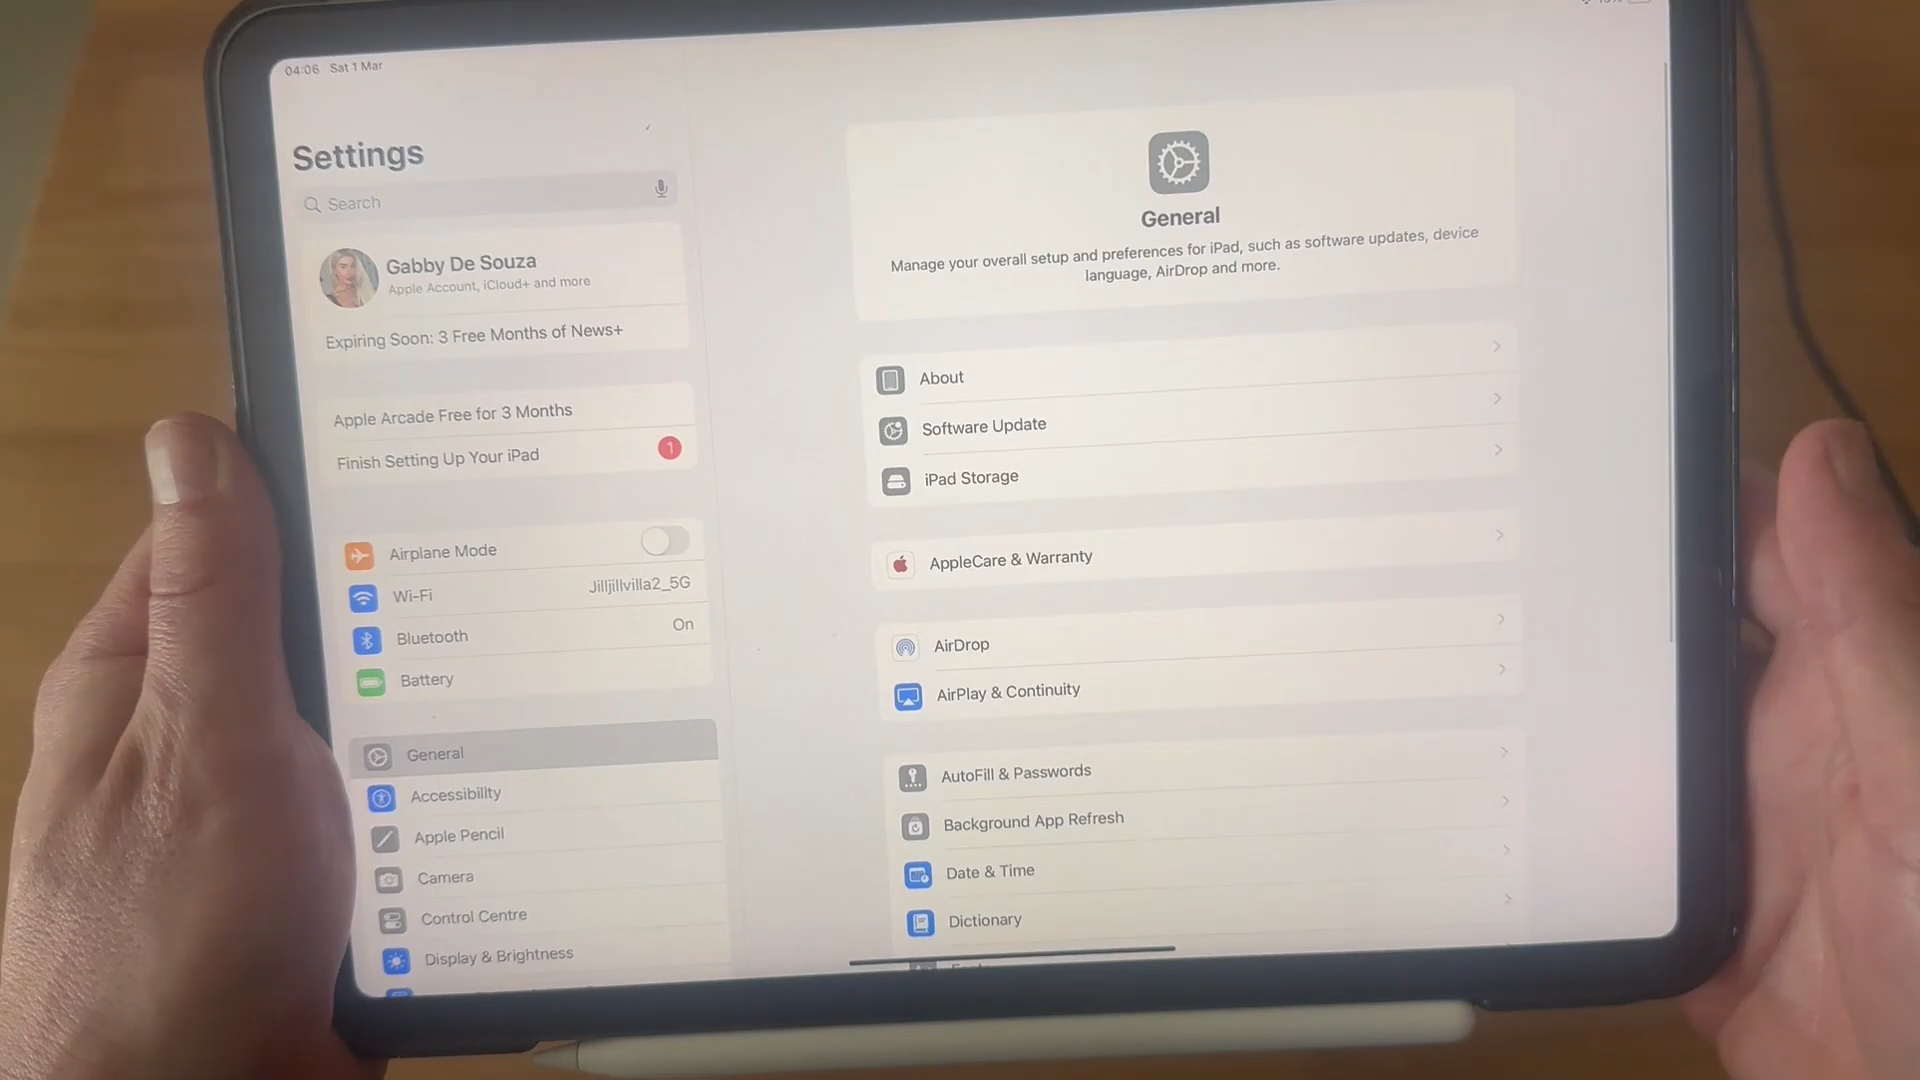 04:06 Sat 1 Mar
Settings
Search
Gabby De Souza
Apple Account, iCloud+ and more
Expiring Soon: 3 Free Months of News+
Apple Arcade Free for 3 Months
Finish Setting Up Your iPad
1
Airplane Mode
Wi-Fi
Jilljillvilla2_5G
Bluetooth
On
Battery
General
Accessibility
Apple Pencil
Camera
Control Centre
Display & Brightness
General
Manage your overall setup and preferences for iPad, such as software updates, device
language, AirDrop and more.
About
Software Update
iPad Storage
AppleCare & Warranty
AirDrop
AirPlay & Continuity
AutoFill & Passwords
Background App Refresh
Date & Time
Dictionary